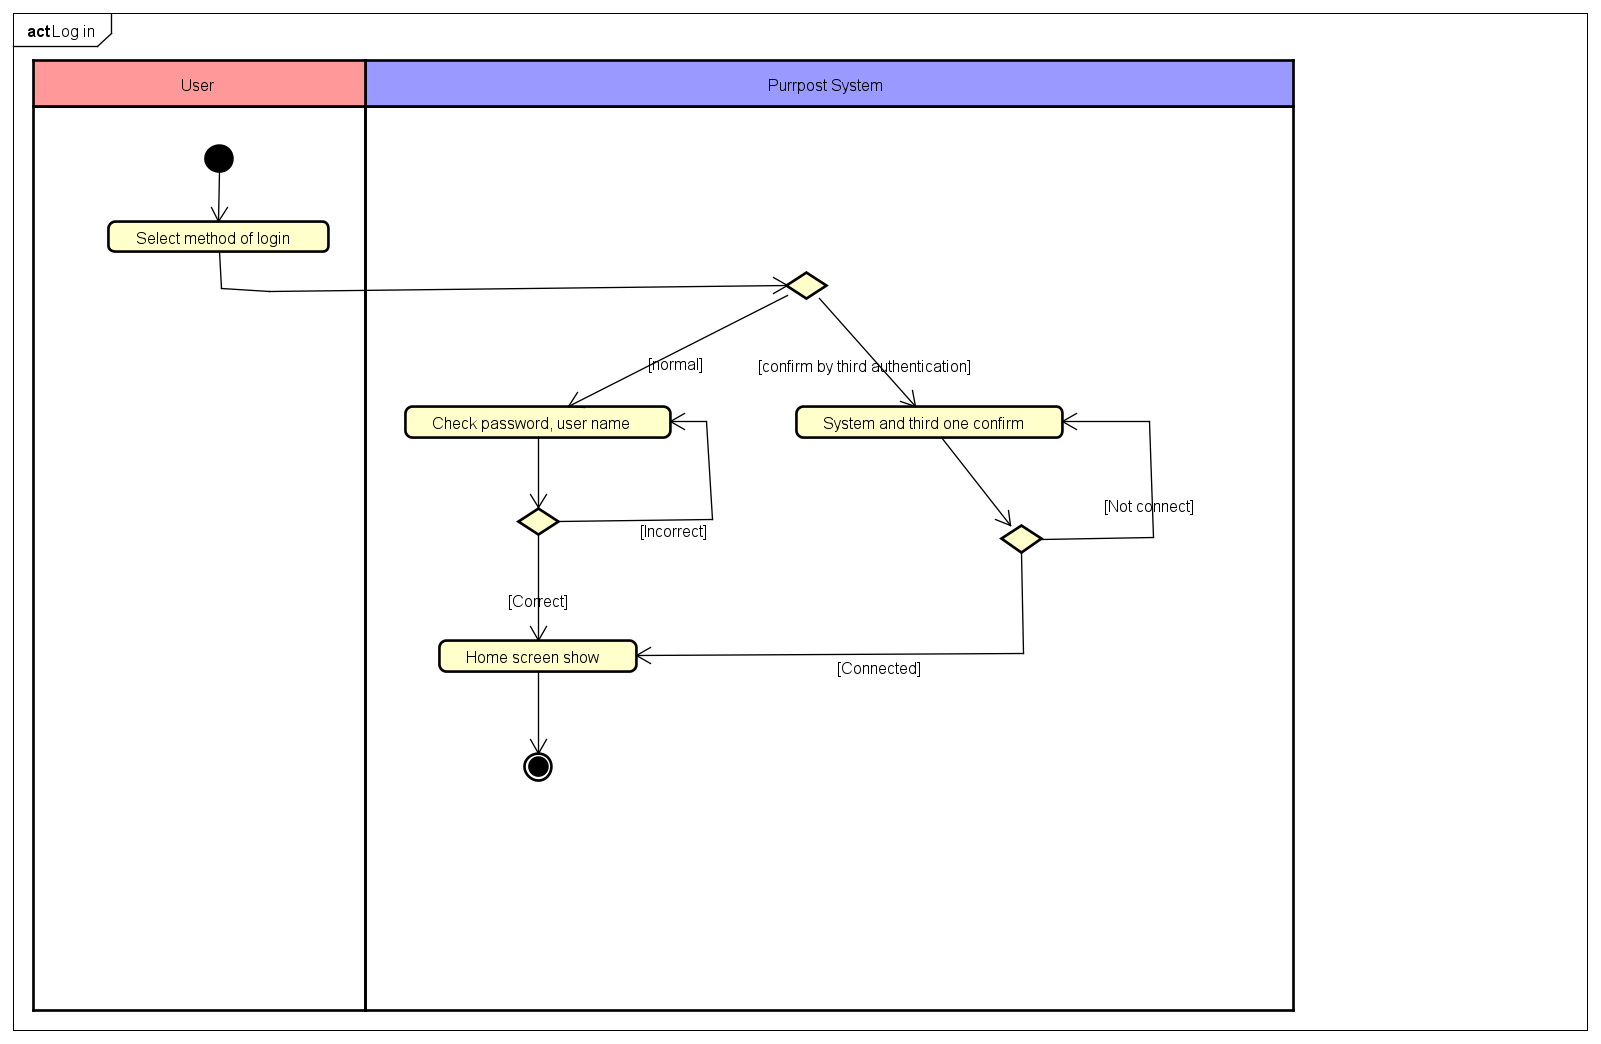 act Log in
User
Purrpost System
Select method of login
[normal]
[confirm by third authentication]
Check password, user name
System and third one confirm
[Not connect]
[Incorrect]
[Correct]
Home screen show
[Connected]